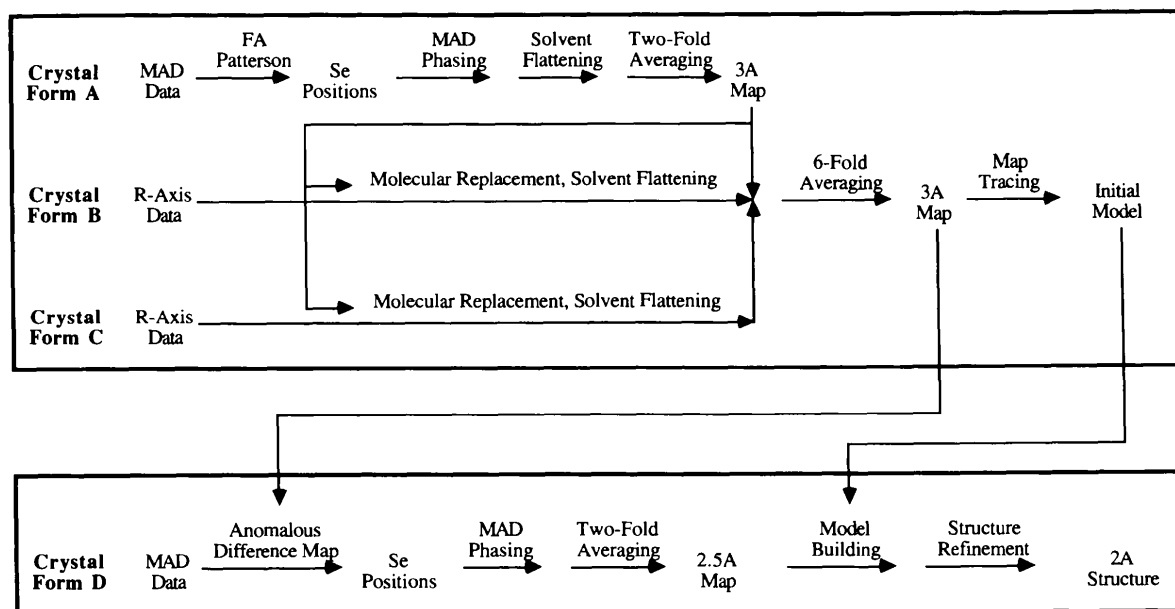 FA
Patterson
MAD
Phasing
Solvent
Flattening
Two-Fold
Averaging
Crystal
Form A
MAD
Data
Se
Positions
3A
Map
Molecular Replacement, Solvent Flattening
6-Fold
Averaging
Map
Tracing
Crystal
Form B
R-Axis
Data
3A
Map
Initial
Model
Molecular Replacement, Solvent Flattening
Crystal
Form C
R-Axis
Data
Anomalous
Difference Map
MAD
Phasing
Two-Fold
Averaging
Model
Building
Structure
Refinement
Crystal
Form D
MAD
Data
Se
Positions
2.5A
Map
2A
Structure